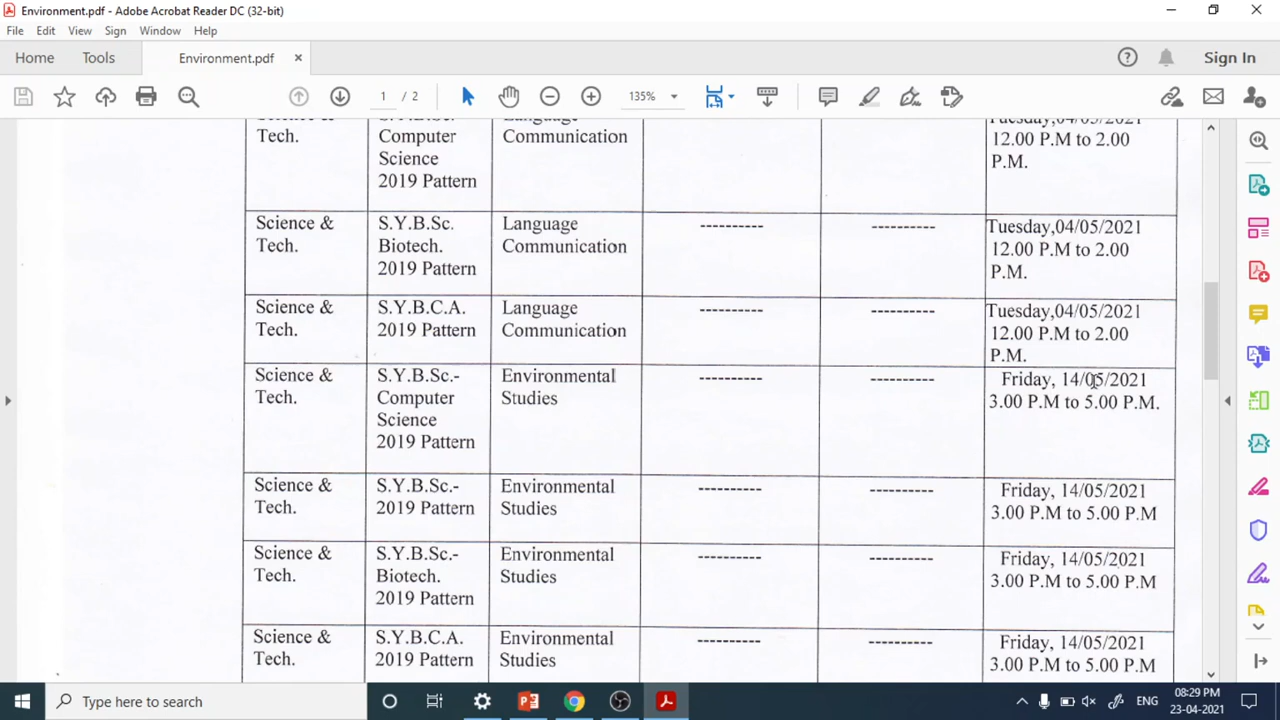 Environment.pdf - Adobe Acrobat Reader DC (32-bit)
File Edit View Sign Window Help
Home Tools Environment.pdf × Sign In
1 / 2 135%
Science & Tech.
Computer Science 2019 Pattern
Language Communication
Tuesday,04/05/2021
12.00 P.M to 2.00
P.M.
Science & Tech.
S.Y.B.Sc.
Biotech.
2019 Pattern
Language
Communication
----------
----------
Tuesday,04/05/2021
12.00 P.M to 2.00
P.M.
Science &
Tech.
S.Y.B.C.A.
2019 Pattern
Language
Communication
----------
----------
Tuesday,04/05/2021
12.00 P.M to 2.00
P.M.
Science &
Tech.
S.Y.B.Sc.-
Computer
Science
2019 Pattern
Environmental
Studies
----------
----------
Friday, 14/05/2021
3.00 P.M to 5.00 P.M.
Science &
Tech.
S.Y.B.Sc.-
2019 Pattern
Environmental
Studies
----------
----------
Friday, 14/05/2021
3.00 P.M to 5.00 P.M
Science &
Tech.
S.Y.B.Sc.-
Biotech.
2019 Pattern
Environmental
Studies
----------
----------
Friday, 14/05/2021
3.00 P.M to 5.00 P.M
Science &
Tech.
S.Y.B.C.A.
2019 Pattern
Environmental
Studies
----------
----------
Friday, 14/05/2021
3.00 P.M to 5.00 P.M
Type here to search
ENG
08:29 PM
23-04-2021